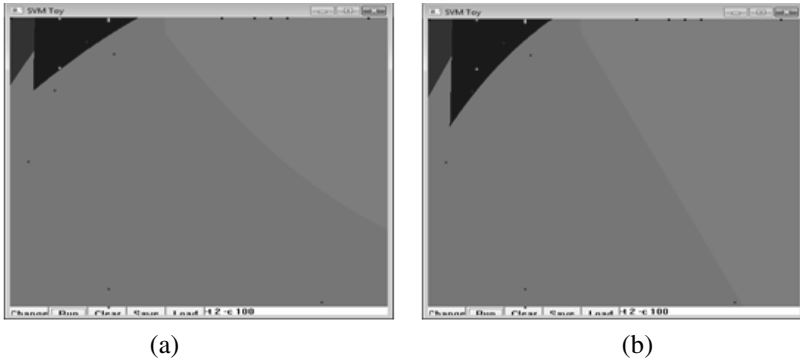 SVM Toy
SVM Toy
Change Run Clear Save Load -t 2 -c 100
Change Run Clear Save Load -t 2 -c 100
(a)
(b)